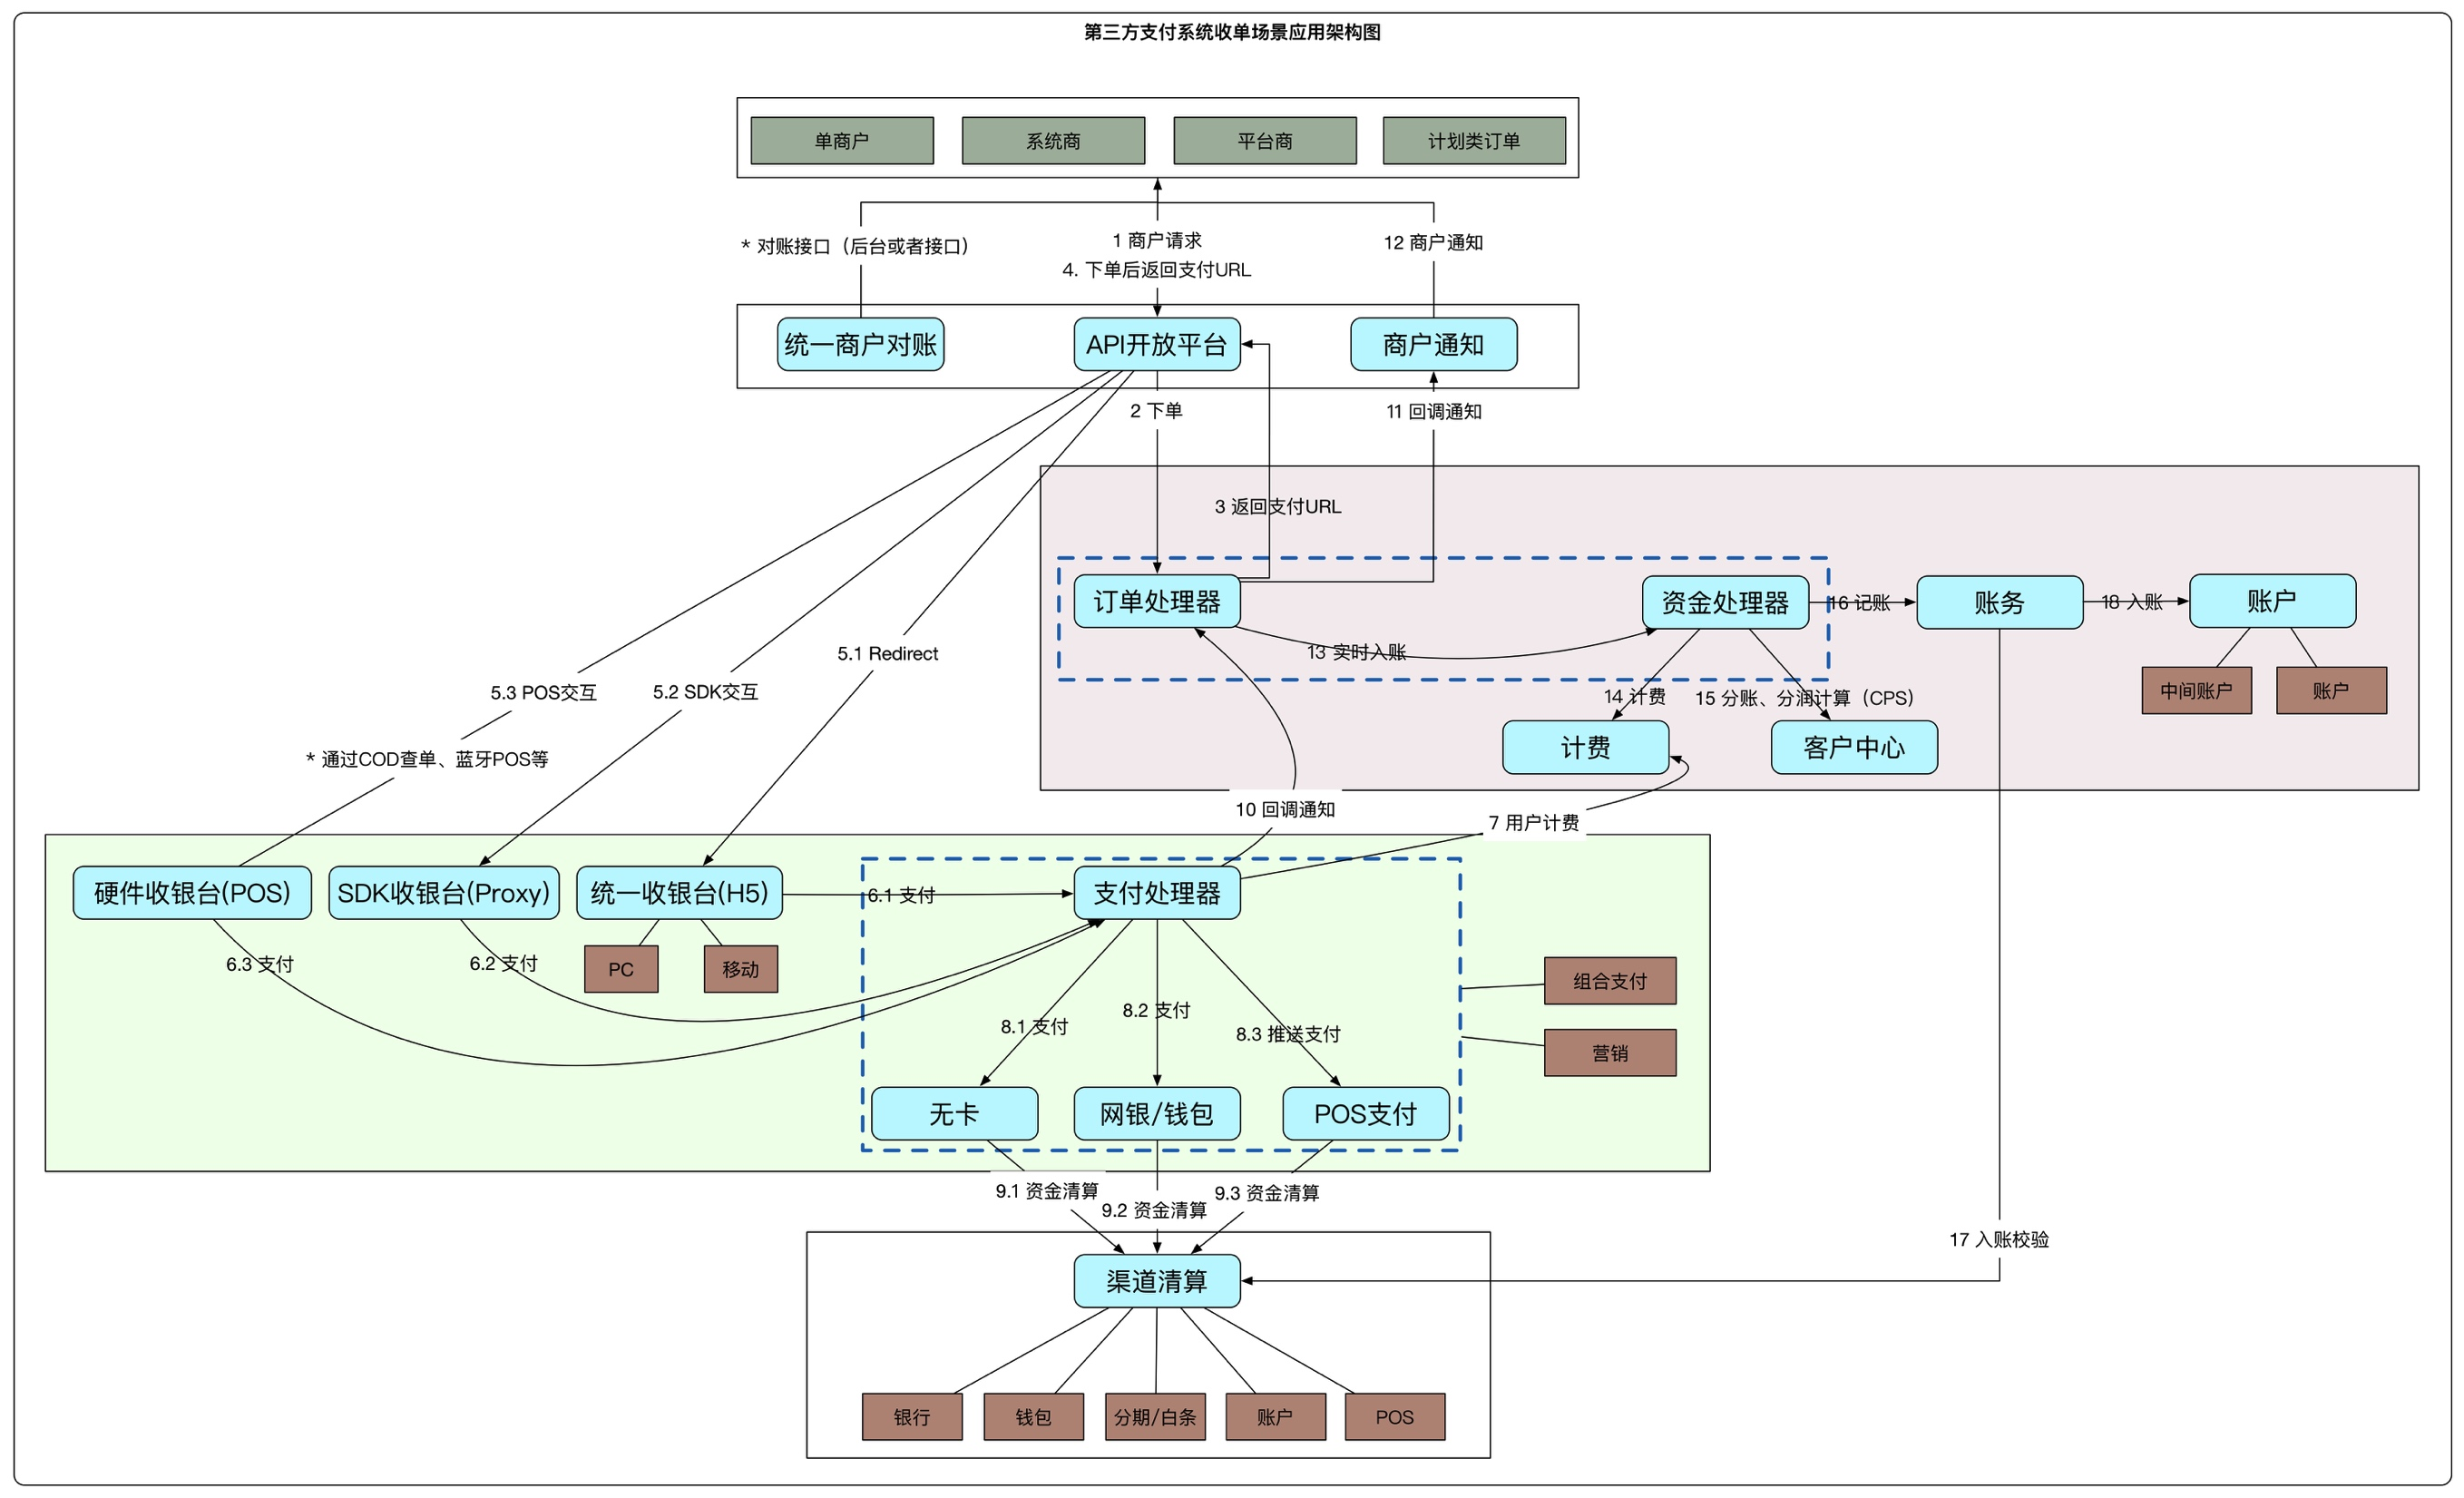 第三方支付系统收单场景应用架构图
单商户
系统商
平台商
计划类订单
* 对账接口（后台或者接口）
1 商户请求
4. 下单后返回支付URL
12 商户通知
统一商户对账
API开放平台
商户通知
2 下单
11 回调通知
3 返回支付URL
订单处理器
资金处理器
16 记账
账务
18 入账
账户
13 实时入账
5.1 Redirect
5.2 SDK交互
5.3 POS交互
14 计费
15 分账、分润计算（CPS）
中间账户
账户
* 通过COD查单、蓝牙POS等
计费
客户中心
10 回调通知
7 用户计费
硬件收银台(POS)
SDK收银台(Proxy)
统一收银台(H5)
6.1 支付
支付处理器
6.3 支付
6.2 支付
PC
移动
组合支付
8.1 支付
8.2 支付
8.3 推送支付
营销
无卡
网银/钱包
POS支付
9.1 资金清算
9.2 资金清算
9.3 资金清算
17 入账校验
渠道清算
银行
钱包
分期/白条
账户
POS